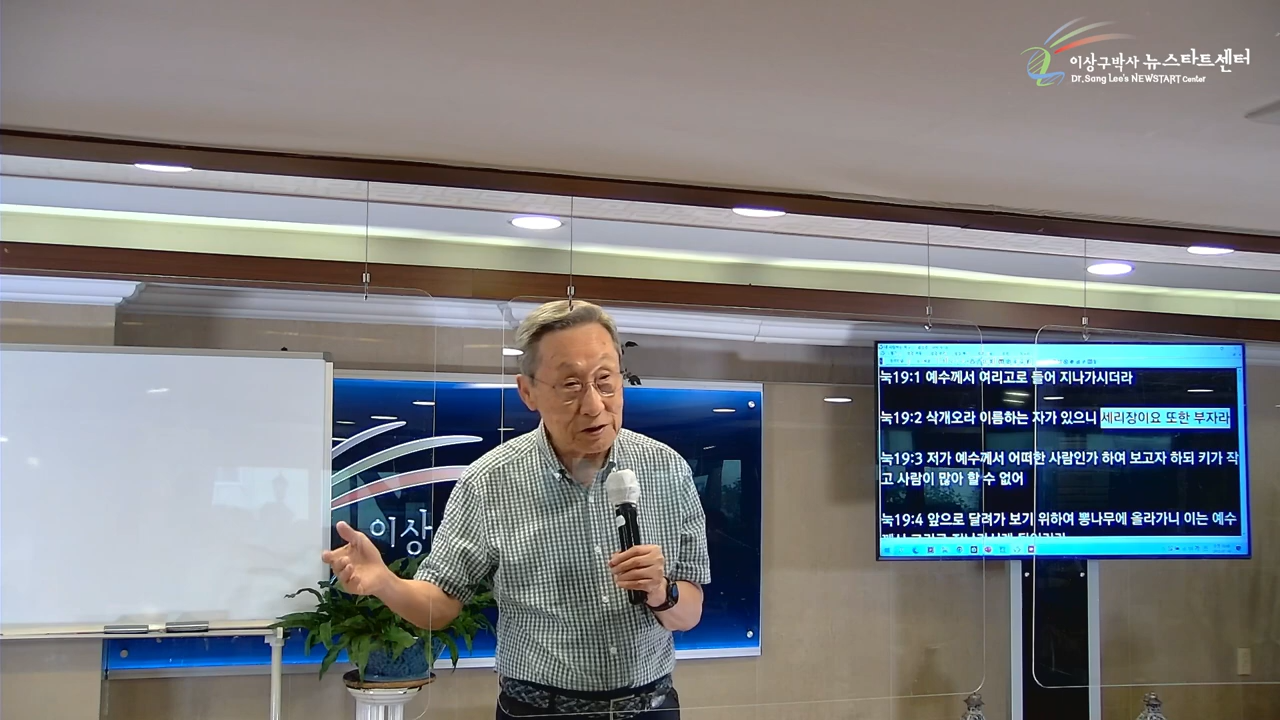 이상구박사 뉴스타트센터
Dr. Sang Lee's NEWSTART Center
눅19:1 예수께서 여리고로 들어 지나가시더라
눅19:2 삭개오라 이름하는 자가 있으니 세리장이요 또한 부자라
눅19:3 저가 예수께서 어떠한 사람인가 하여 보고자 하되 키가 작
고 사람이 많아 할 수 없어
눅19:4 앞으로 달려가 보기 위하여 뽕나무에 올라가니 이는 예수
이상